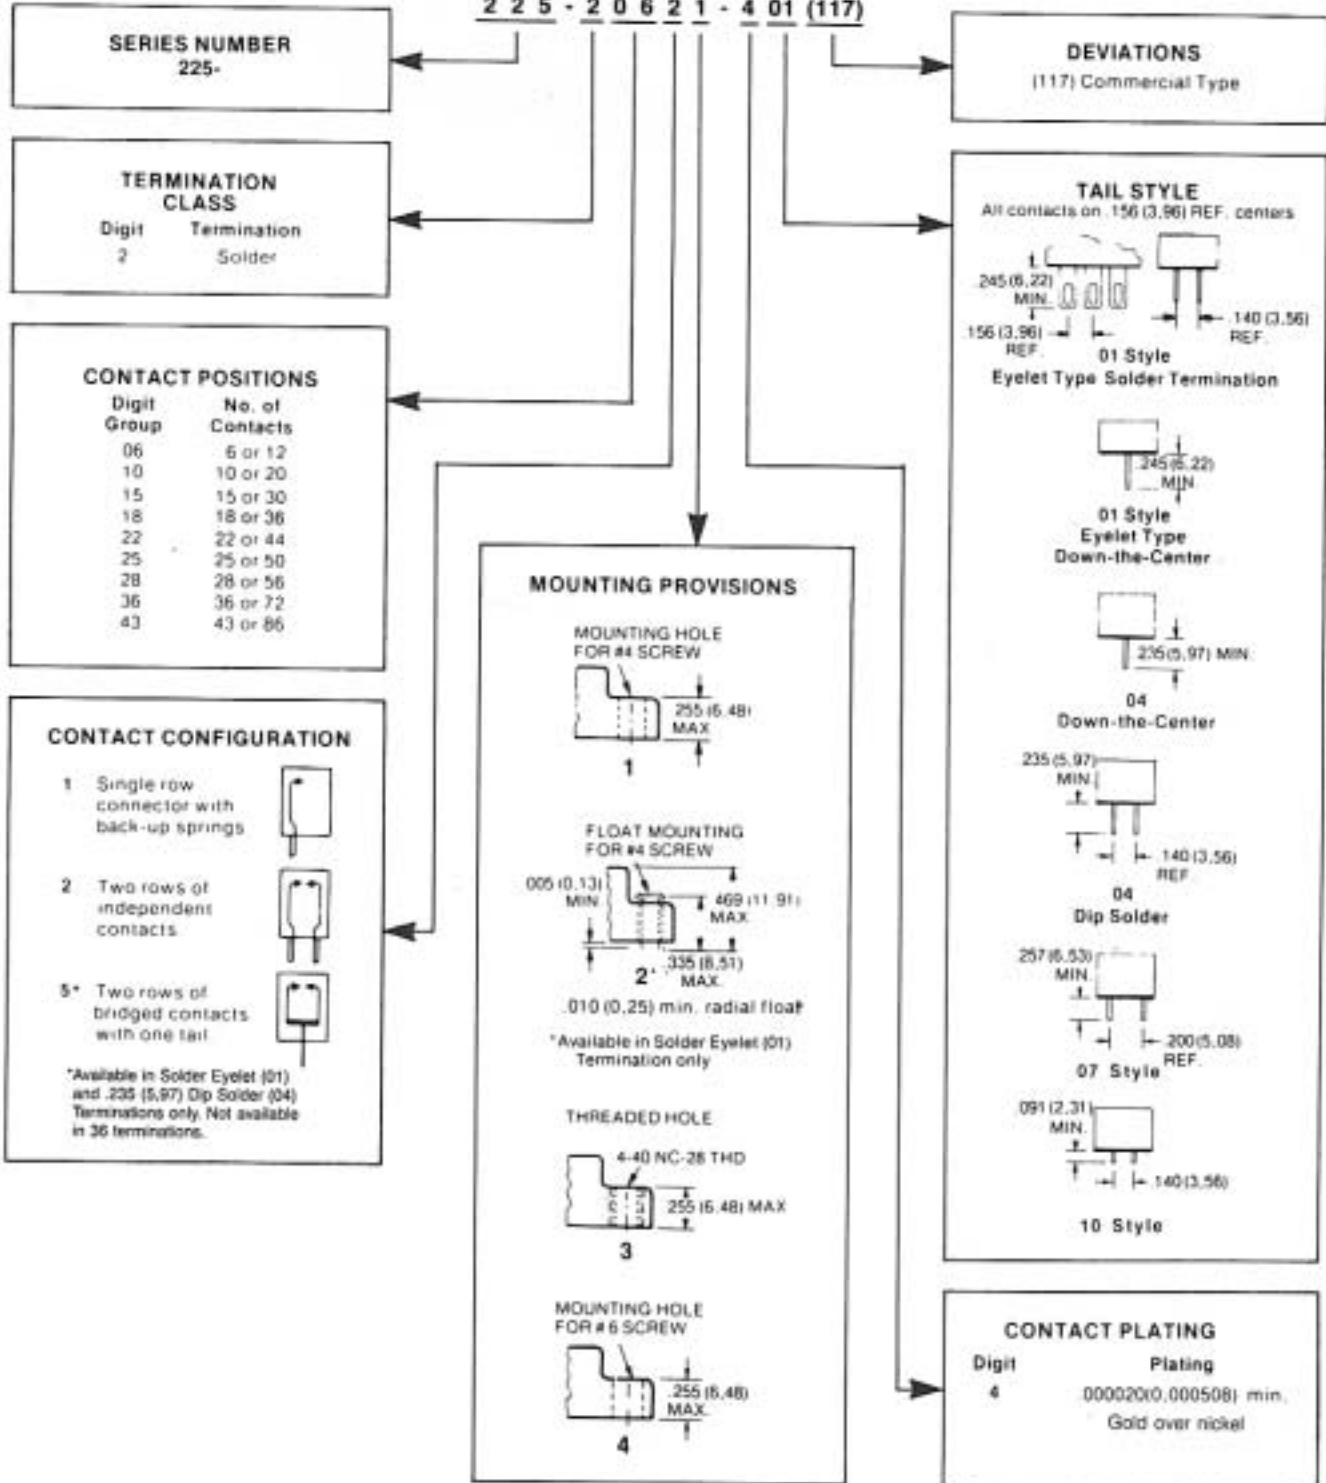 225-20621-401(117)
SERIES NUMBER
225-
TERMINATION
CLASS
Digit Termination
2 Solder
CONTACT POSITIONS
Digit No. of
Group Contacts
06 6 or 12
10 10 or 20
15 15 or 30
18 18 or 36
22 22 or 44
25 25 or 50
28 28 or 56
36 36 or 72
43 43 or 86
CONTACT CONFIGURATION
1 Single row
connector with
back-up springs
2 Two rows of
independent
contacts
5* Two rows of
bridged contacts
with one tail
*Available in Solder Eyelet (01)
and .235 (5,97) Dip Solder (04)
Terminations only. Not available
in 36 terminations.
MOUNTING PROVISIONS
MOUNTING HOLE
FOR #4 SCREW
.255 (6,48)
MAX
1
FLOAT MOUNTING
FOR #4 SCREW
.005 (0,13)
MIN
.469 (11,91)
MAX
.335 (8,51)
MAX.
2*
.010 (0,25) min. radial float
*Available in Solder Eyelet (01)
Termination only
THREADED HOLE
4-40 NC-28 THD
.255 (6,48) MAX
3
MOUNTING HOLE
FOR #6 SCREW
.255 (6,48)
MAX.
4
DEVIATIONS
(117) Commercial Type
TAIL STYLE
All contacts on .156 (3,96) REF. centers
.245 (6,22)
MIN.
.156 (3,96)
REF.
.140 (3,56)
REF.
01 Style
Eyelet Type Solder Termination
.245 (6,22)
MIN
01 Style
Eyelet Type
Down-the-Center
.235 (5,97) MIN.
04
Down-the-Center
.235 (5,97)
MIN.
.140 (3,56)
REF.
04
Dip Solder
.257 (6,53)
MIN.
.200 (5,08)
REF.
07 Style
.091 (2,31)
MIN.
.140 (3,56)
10 Style
CONTACT PLATING
Digit Plating
4 .000020(0,000508) min.
Gold over nickel